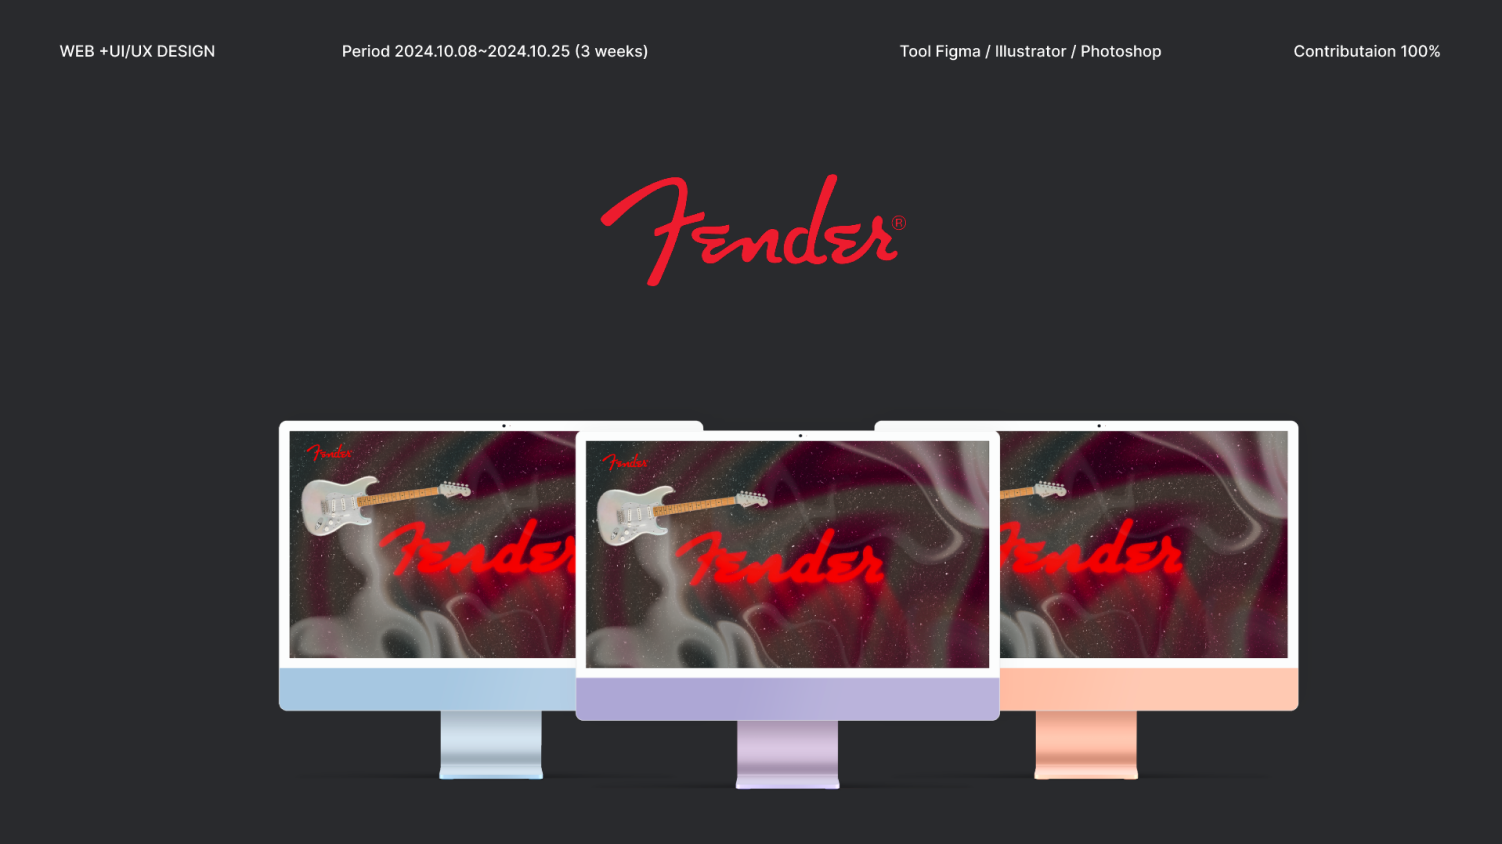 WEB +UI/UX DESIGN
Period 2024.10.08~2024.10.25 (3 weeks)
Tool Figma / Illustrator / Photoshop
Contributaion 100%
Fender®
Fender
Fender
Fender
Fender
Fender